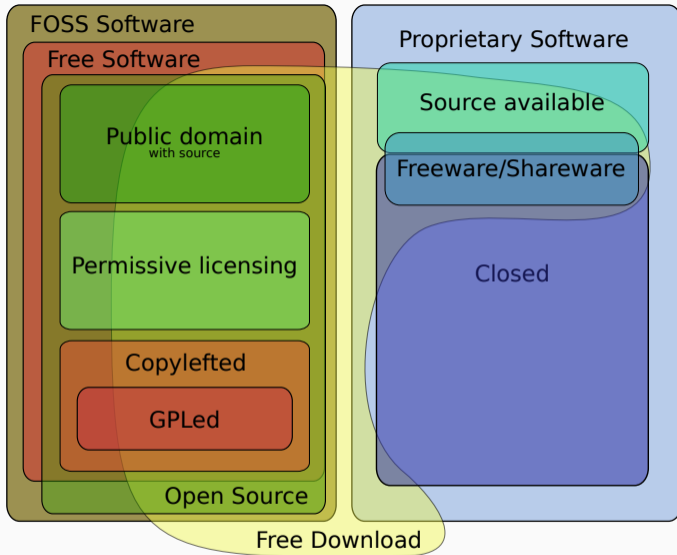 FOSS Software
Free Software
Public domain
with source
Permissive licensing
Copylefted
GPLed
Open Source
Free Download
Proprietary Software
Source available
Freeware/Shareware
Closed